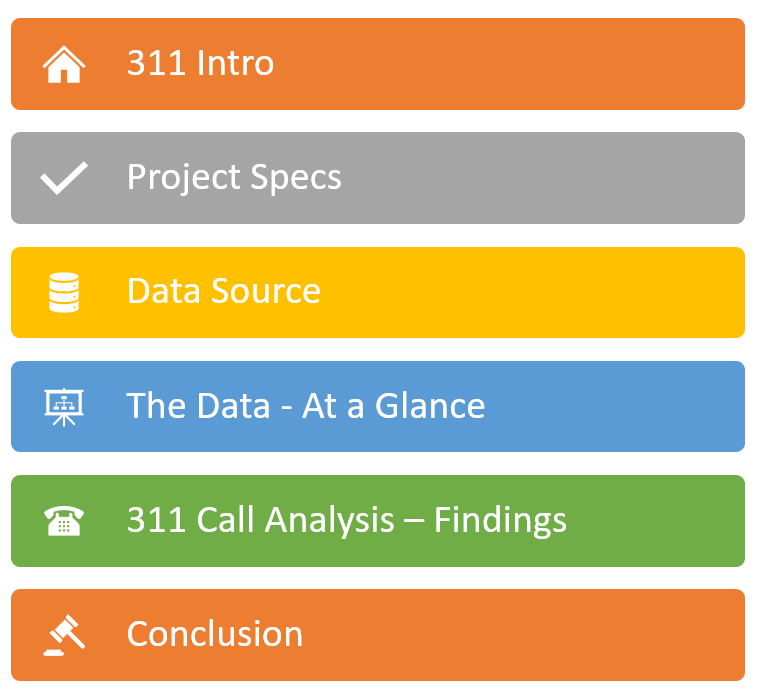 311 Intro
Project Specs
Data Source
The Data - At a Glance
311 Call Analysis – Findings
Conclusion